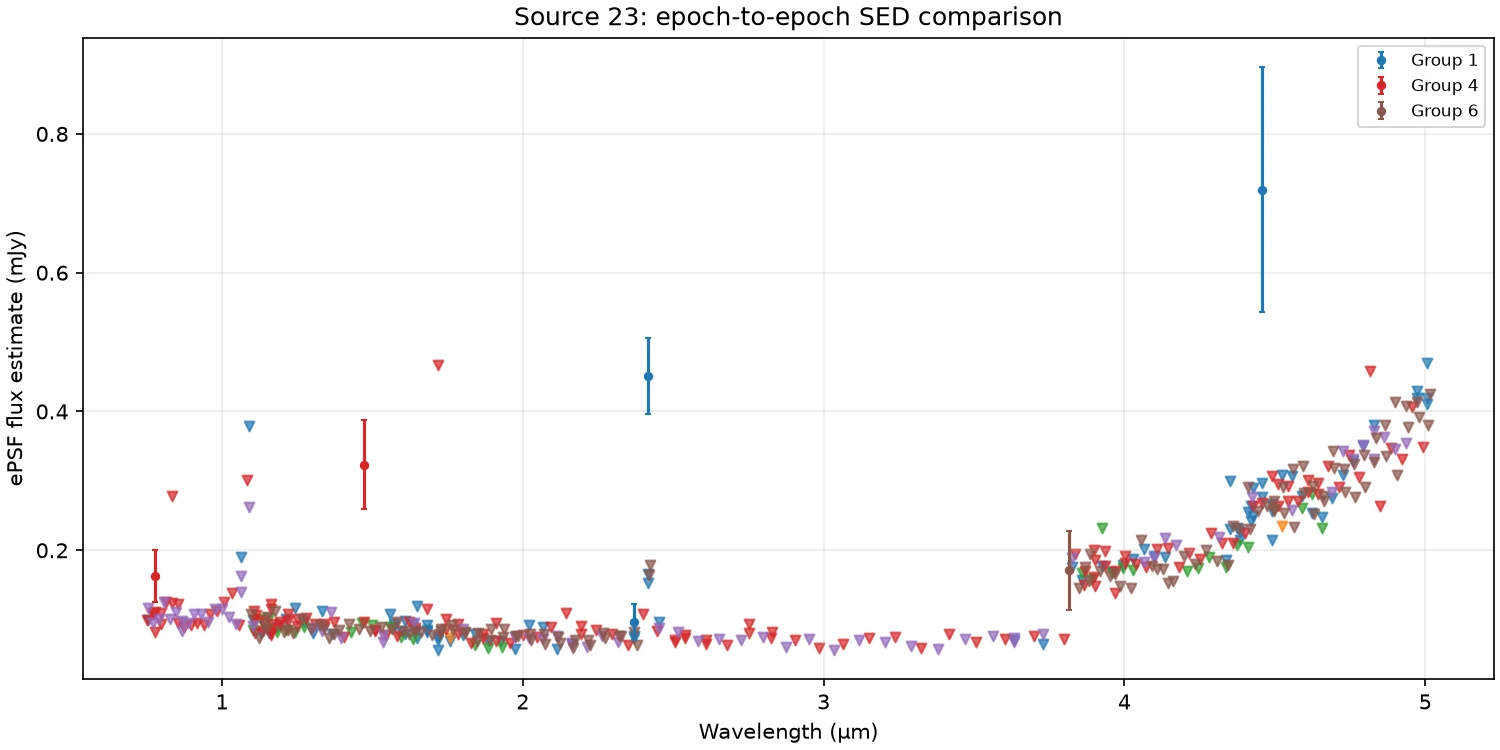 Source 23: epoch-to-epoch SED comparison
ePSF flux estimate (mJy)
0.8
0.6
0.4
0.2
Group 1
Group 4
Group 6
1 2 3 4 5
Wavelength (μm)